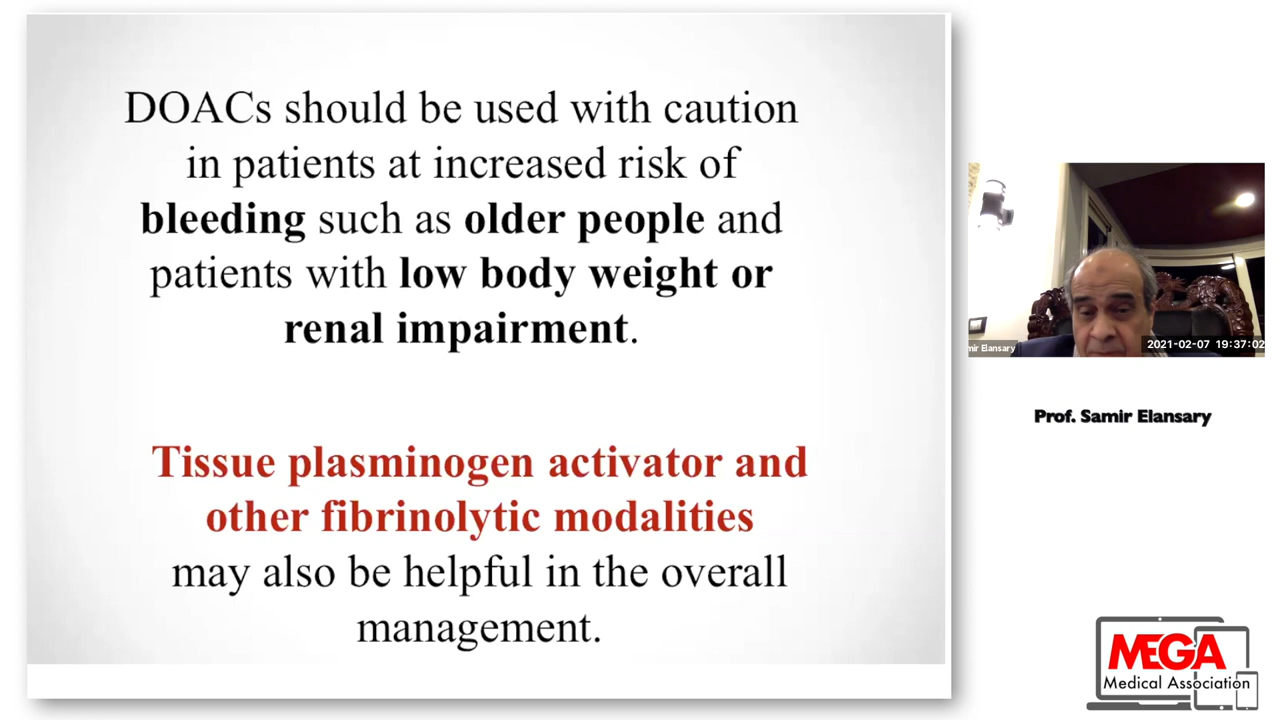 DOACs should be used with caution
in patients at increased risk of
bleeding such as older people and
patients with low body weight or
renal impairment.
Tissue plasminogen activator and
other fibrinolytic modalities
may also be helpful in the overall
management.
mir Elansary
2021-02-07 19:37:02
Prof. Samir Elansary
MEGA
Medical Association